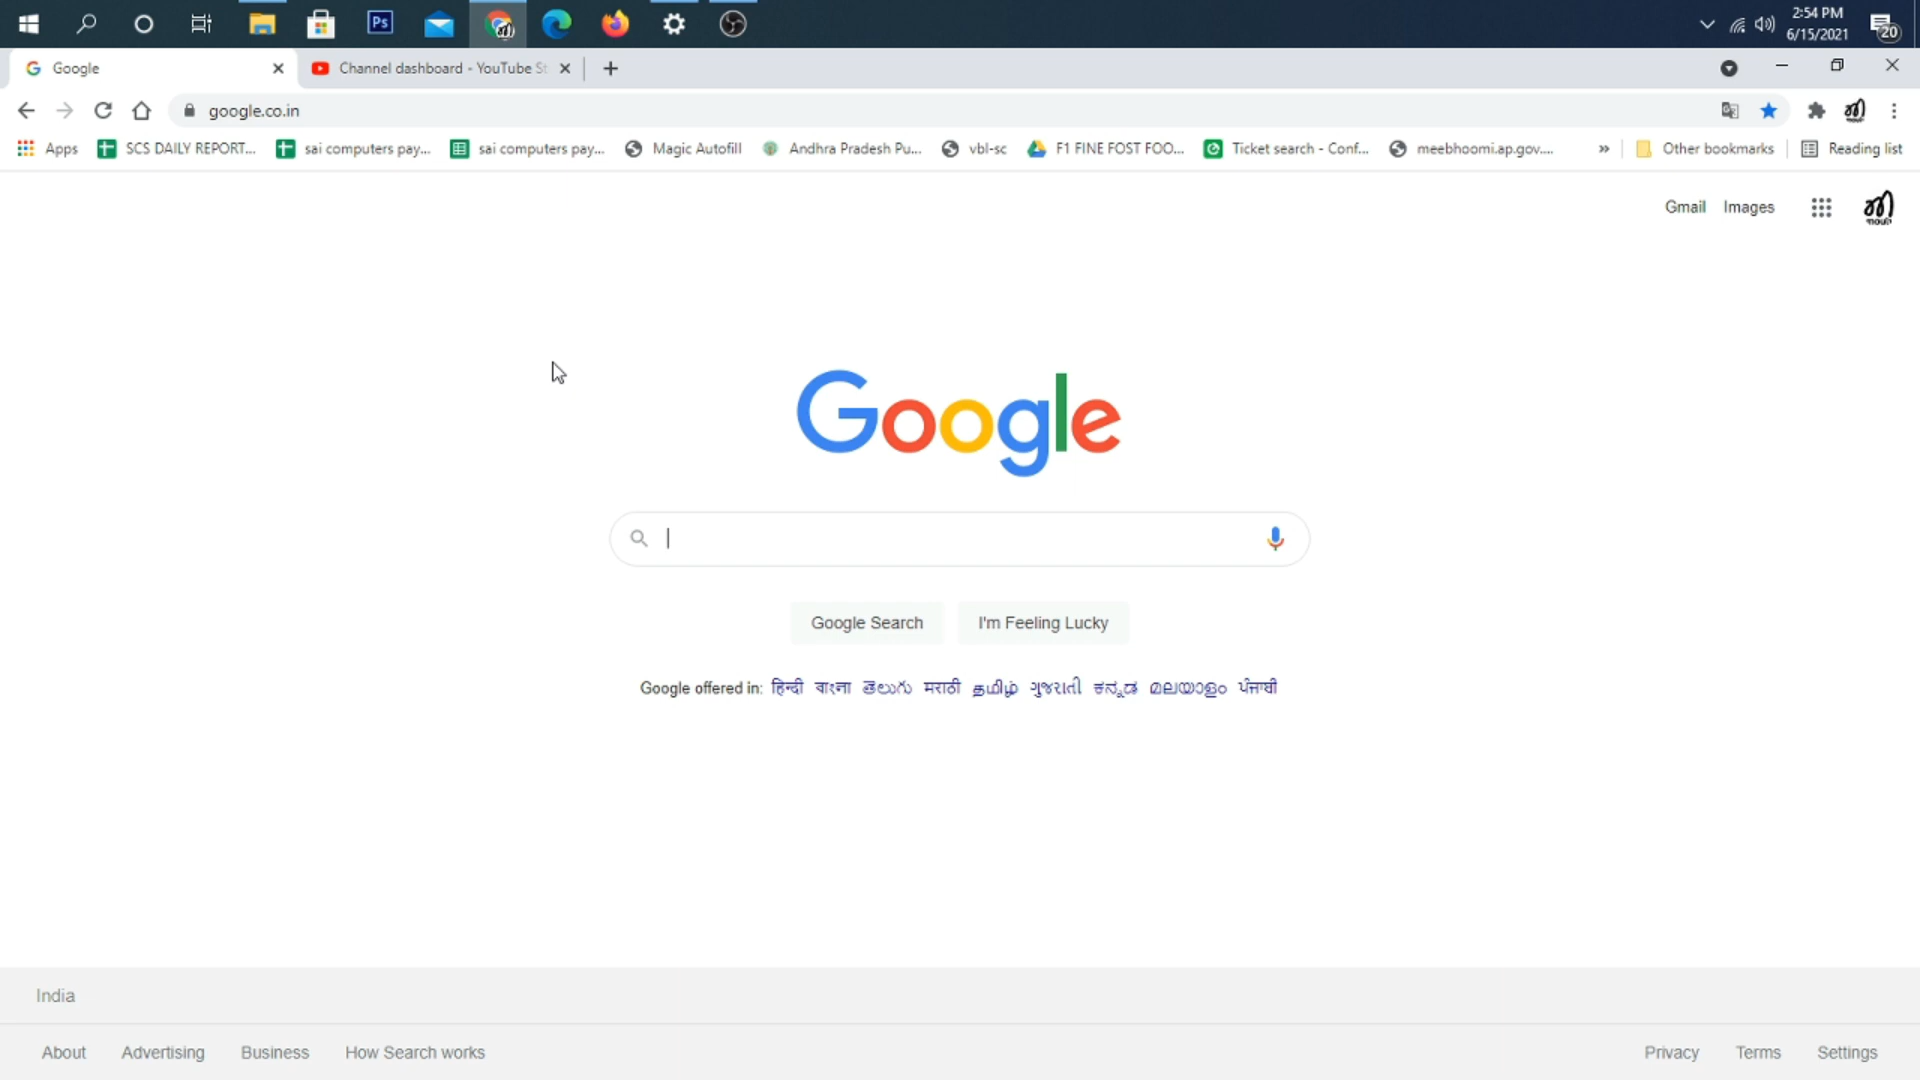 Ps
2:54 PM
6/15/2021
20
Google
Channel dashboard - YouTube St
google.co.in
Apps
SCS DAILY REPORT...
sai computers pay...
sai computers pay...
Magic Autofill
Andhra Pradesh Pu...
vbl-sc
F1 FINE FOST FOO...
Ticket search - Conf...
meebhoomi.ap.gov....
»
Other bookmarks
Reading list
Gmail
Images
Google
Google Search
I'm Feeling Lucky
Google offered in: हिन्दी বাংলা తెలుగు मराठी தமிழ் ગુજરાતી ಕನ್ನಡ മലയാളം ਪੰਜਾਬੀ
India
About
Advertising
Business
How Search works
Privacy
Terms
Settings